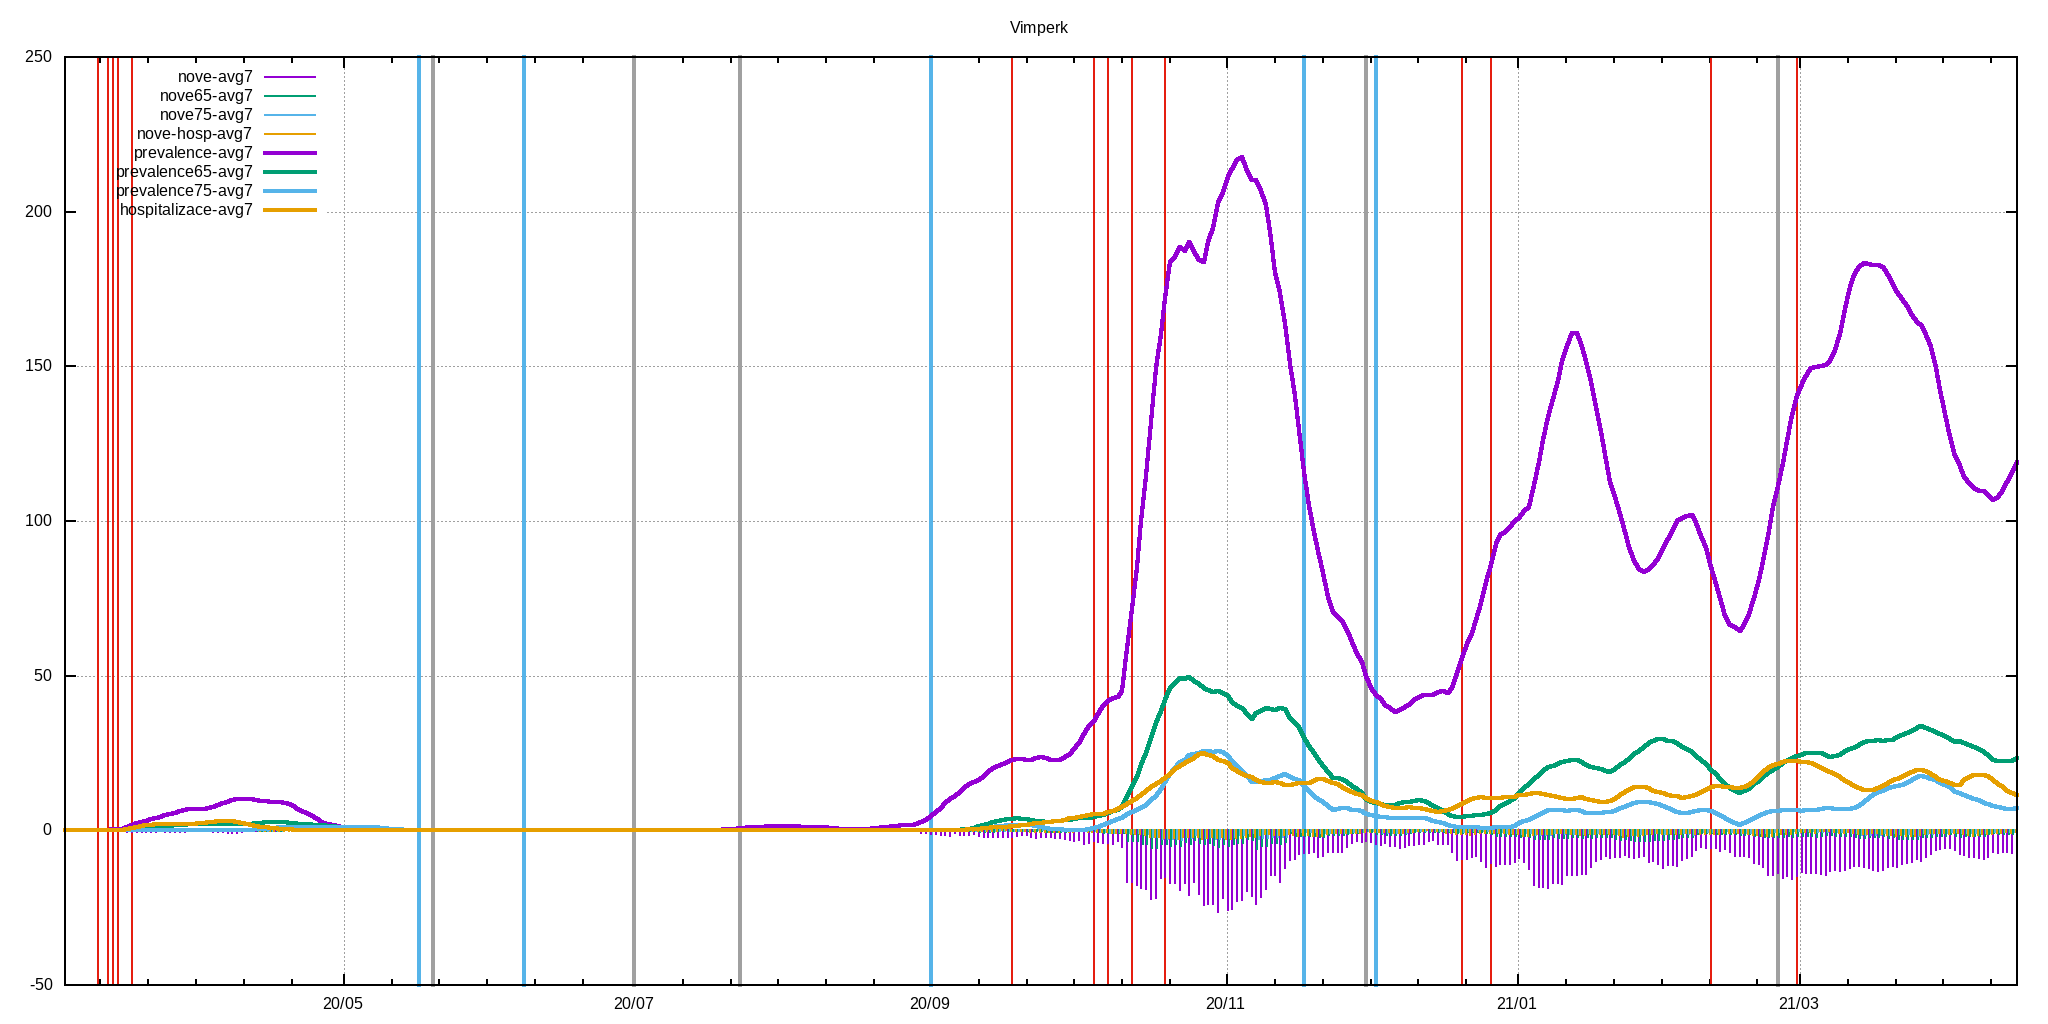 Vimperk
250
200
150
100
50
0
-50
nove-avg7
nove65-avg7
nove75-avg7
nove-hosp-avg7
prevalence-avg7
prevalence65-avg7
prevalence75-avg7
hospitalizace-avg7
20/05 20/07 20/09 20/11 21/01 21/03